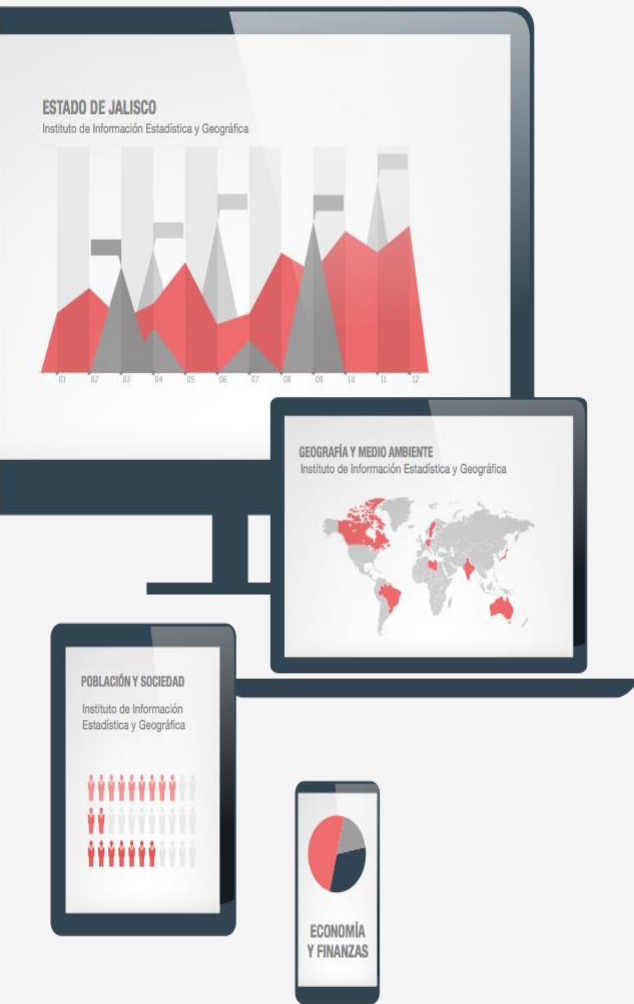 ESTADO DE JALISCO
Instituto de Información Estadística y Geográfica
01 02 03 04 05 06 07 08 09 10 11 12
GEOGRAFÍA Y MEDIO AMBIENTE
Instituto de Información Estadística y Geográfica
POBLACIÓN Y SOCIEDAD
Instituto de Información
Estadística y Geográfica
ECONOMÍA
Y FINANZAS